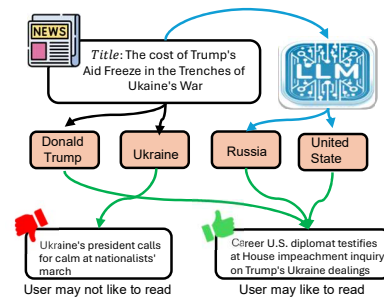 NEWS
Title: The cost of Trump's
Aid Freeze in the Trenches of
Ukaine's War
LLM
Donald
Trump
Ukraine
Russia
United
State
Ukraine's president calls
for calm at nationalists'
march
Career U.S. diplomat testifies
at House impeachment inquiry
on Trump's Ukraine dealings
User may not like to read
User may like to read